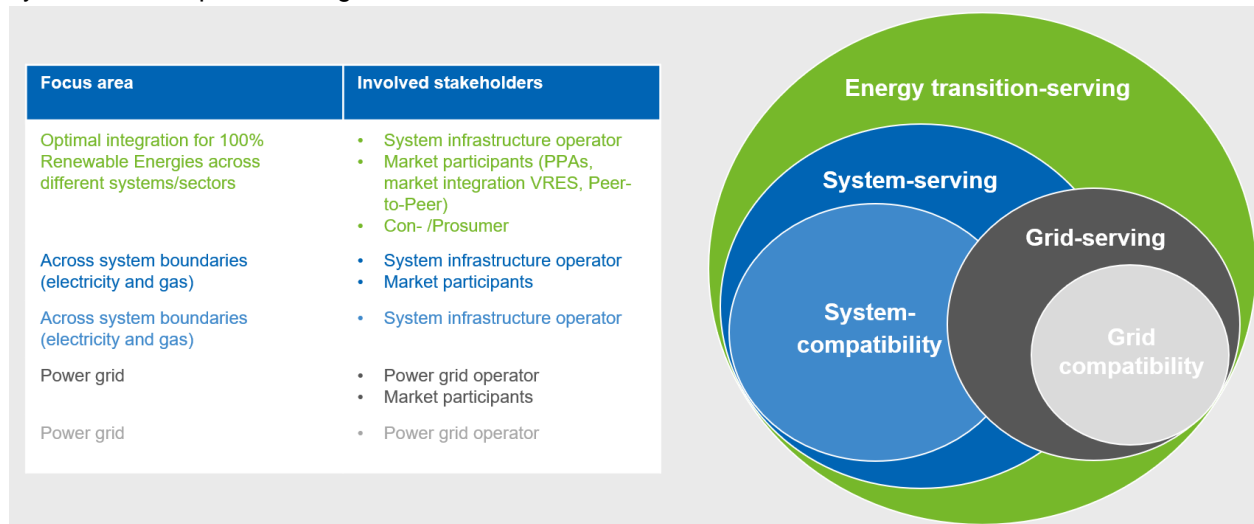 Focus area
Involved stakeholders
Optimal integration for 100%
Renewable Energies across
different systems/sectors
• System infrastructure operator
• Market participants (PPAs,
market integration VRES, Peer-
to-Peer)
• Con- /Prosumer
Across system boundaries
(electricity and gas)
• System infrastructure operator
• Market participants
Across system boundaries
(electricity and gas)
• System infrastructure operator
Power grid
• Power grid operator
• Market participants
Power grid
• Power grid operator
Energy transition-serving
System-serving
Grid-serving
System-
compatibility
Grid
compatibility